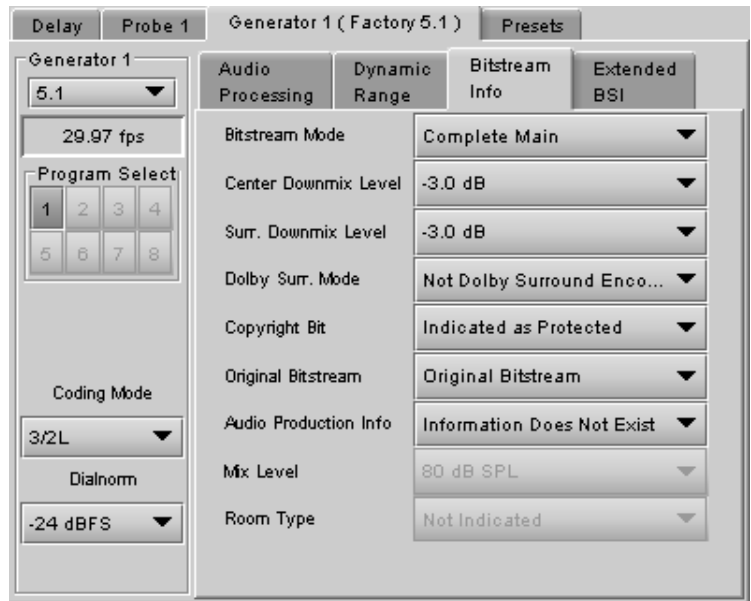 Delay Probe 1 Generator 1 ( Factory 5.1 ) Presets
Generator 1
5.1
29.97 fps
Program Select
1 2 3 4
5 6 7 8
Coding Mode
3/2L
Dialnorm
-24 dBFS
Audio Processing
Dynamic Range
Bitstream Info
Extended BSI
Bitstream Mode Complete Main
Center Downmix Level -3.0 dB
Surr. Downmix Level -3.0 dB
Dolby Surr. Mode Not Dolby Surround Enco...
Copyright Bit Indicated as Protected
Original Bitstream Original Bitstream
Audio Production Info Information Does Not Exist
Mix Level 80 dB SPL
Room Type Not Indicated